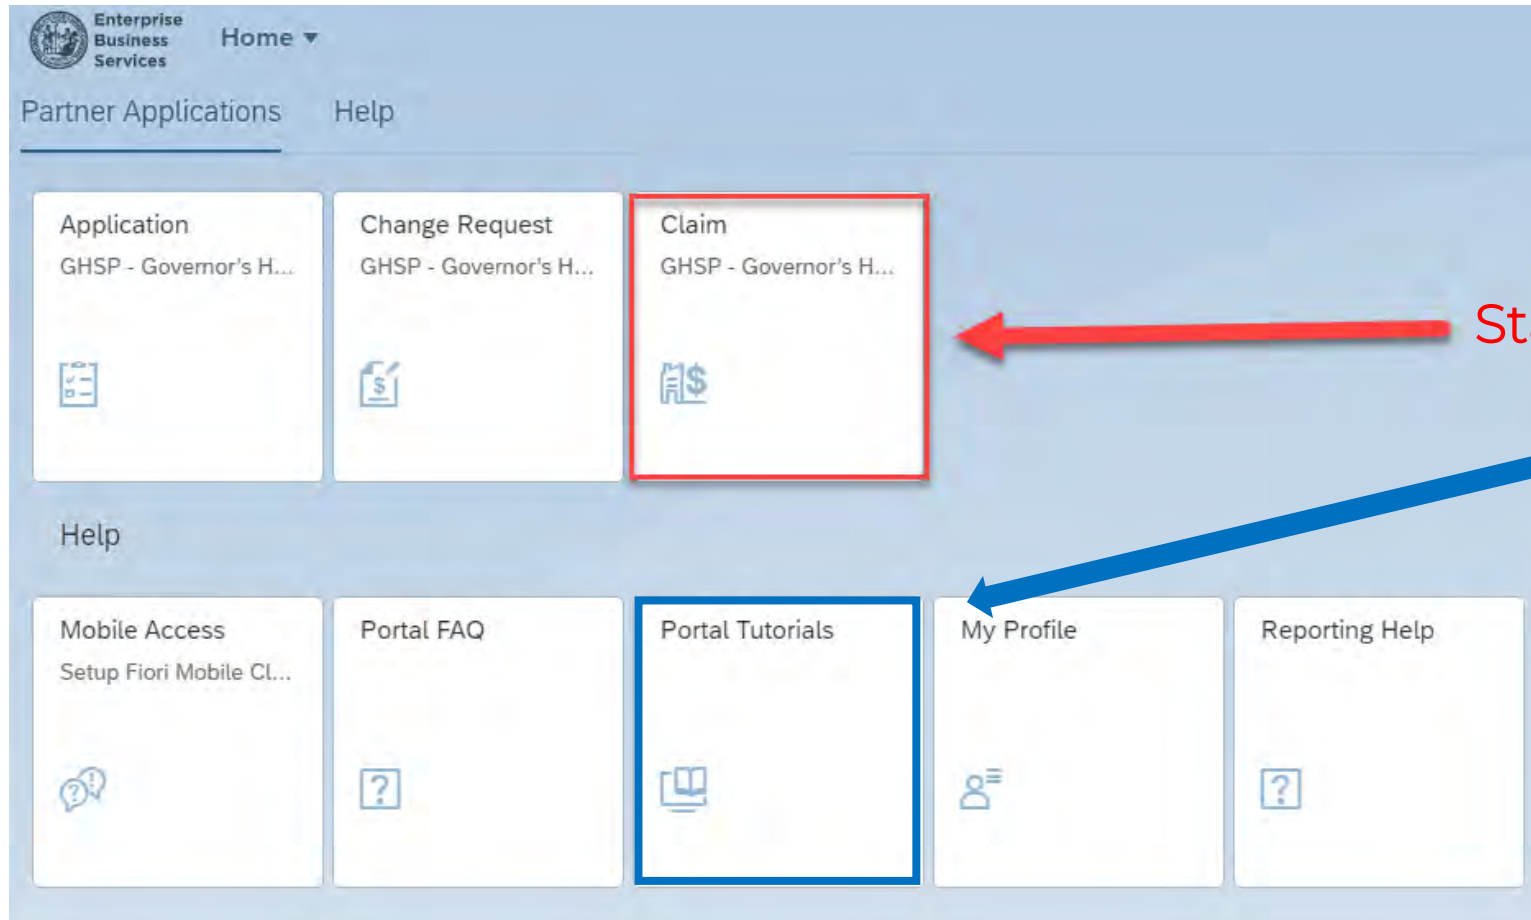 Enterprise
Business
Services
Home
Partner Applications
Help
Application
GHSP - Governor's H...
Change Request
GHSP - Governor's H...
Claim
GHSP - Governor's H...
Help
Mobile Access
Setup Fiori Mobile Cl...
Portal FAQ
Portal Tutorials
My Profile
Reporting Help